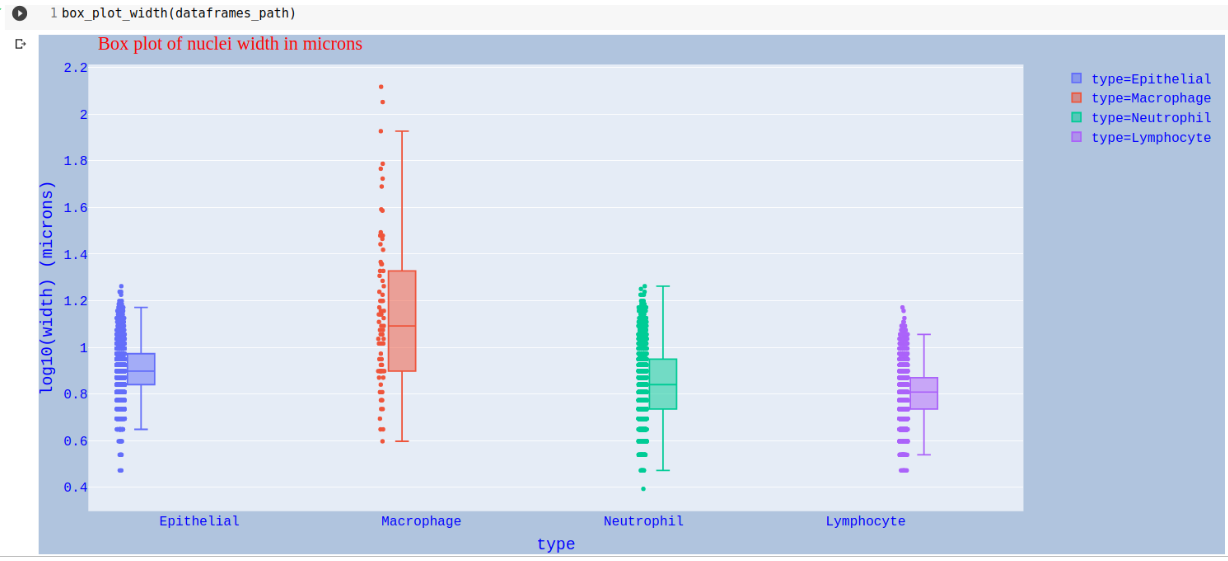 1 box_plot_width(dataframes_path)
Box plot of nuclei width in microns
2.2
2
1.8
1.6
1.4
1.2
1
0.8
0.6
0.4
log10(width) (microns)
type=Epithelial
type=Macrophage
type=Neutrophil
type=Lymphocyte
Epithelial Macrophage Neutrophil Lymphocyte
type